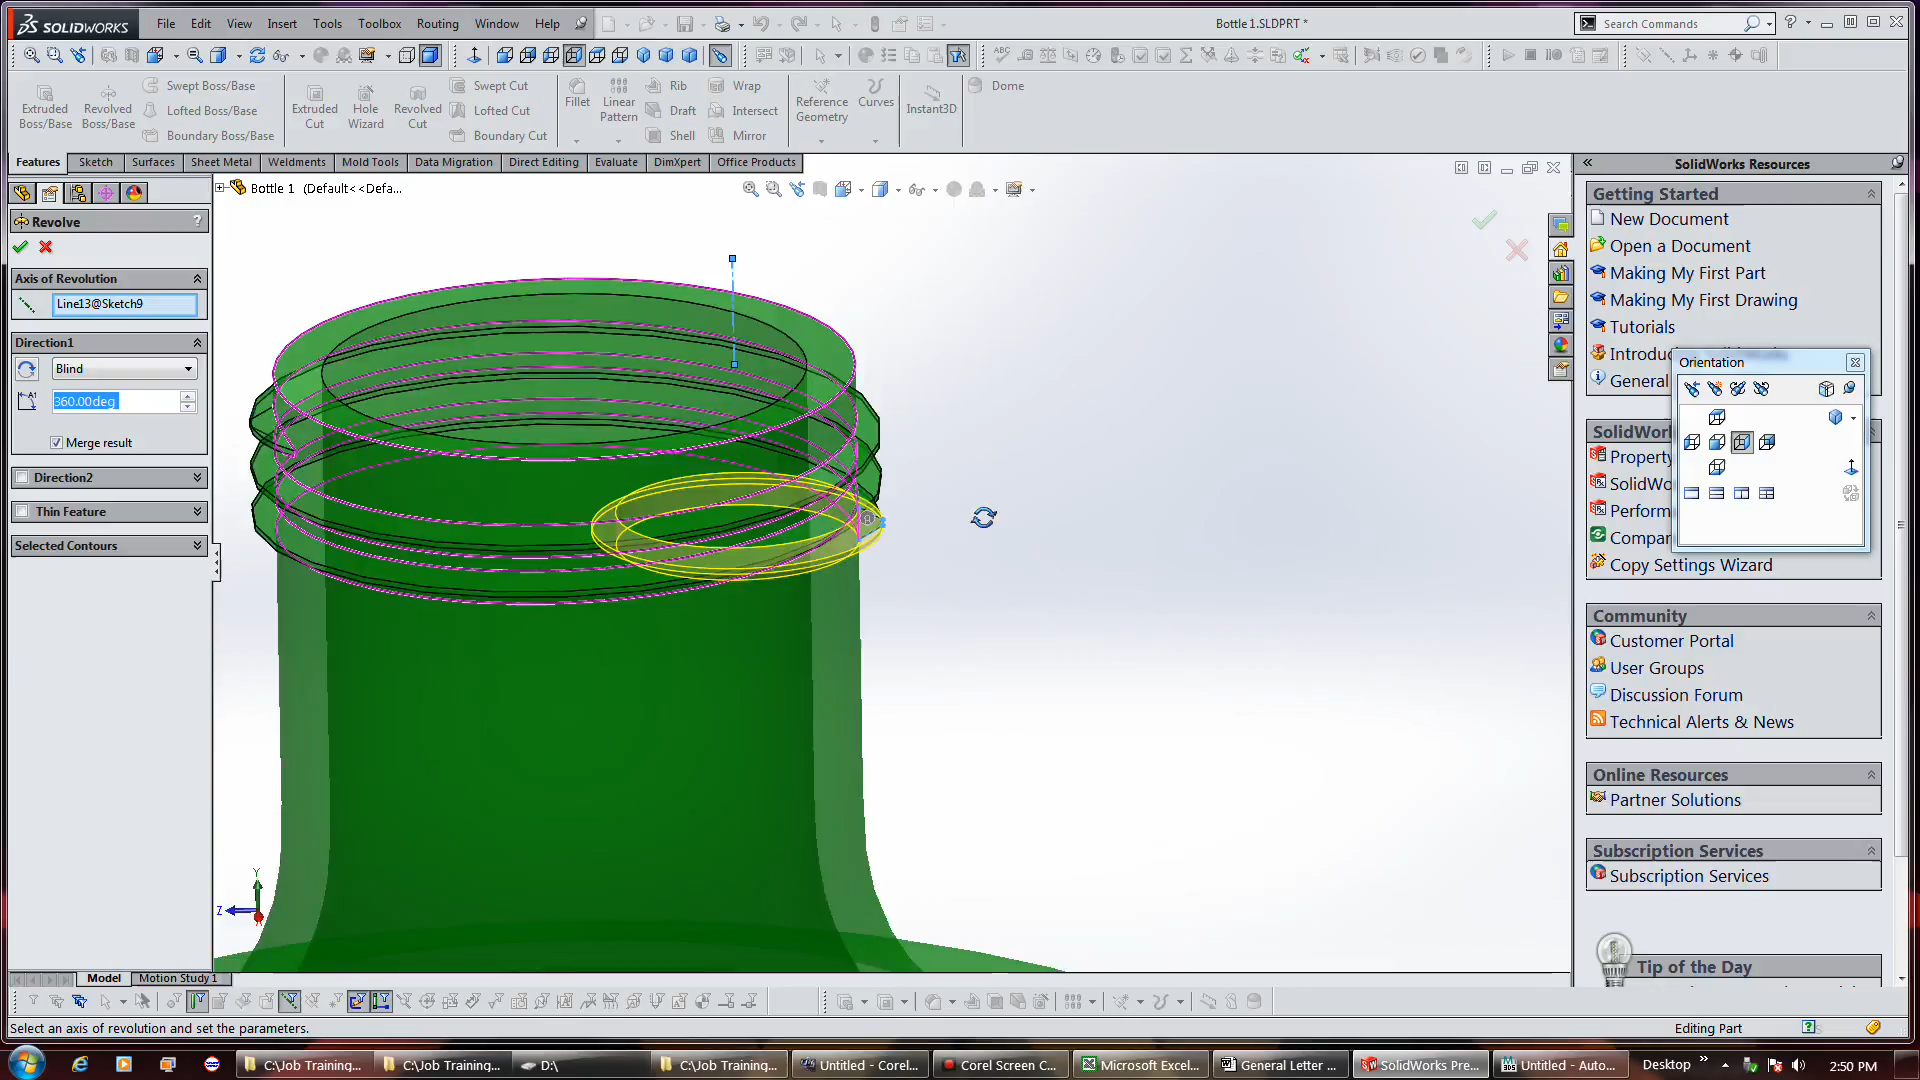 SOLIDWORKS File Edit View Insert Tools Toolbox Routing Window Help Bottle 1.SLDPRT * Search Commands
Extruded Boss/Base
Revolved Boss/Base
Swept Boss/Base
Lofted Boss/Base
Boundary Boss/Base
Extruded Cut
Hole Wizard
Revolved Cut
Swept Cut
Lofted Cut
Boundary Cut
Fillet
Linear Pattern
Rib
Draft
Shell
Wrap
Intersect
Mirror
Reference Geometry
Curves
Instant3D
Dome
Features Sketch Surfaces Sheet Metal Weldments Mold Tools Data Migration Direct Editing Evaluate DimXpert Office Products
Bottle 1 (Default<<Defa...
Revolve ?
Axis of Revolution
Line13@Sketch9
Direction1
Blind
360.00deg
Merge result
Direction2
Thin Feature
Selected Contours
Y
Z
SolidWorks Resources
Getting Started
New Document
Open a Document
Making My First Part
Making My First Drawing
Tutorials
Introduc
General
Orientation
SolidWor
Property
SolidWo
Perform
Compar
Copy Settings Wizard
Community
Customer Portal
User Groups
Discussion Forum
Technical Alerts & News
Online Resources
Partner Solutions
Subscription Services
Subscription Services
Tip of the Day
Model Motion Study 1
Select an axis of revolution and set the parameters. Editing Part
C:\Job Training... C:\Job Training... D:\ C:\Job Training... Untitled - Corel... Corel Screen C... Microsoft Excel... General Letter ... SolidWorks Pre... Untitled - Auto... Desktop 2:50 PM